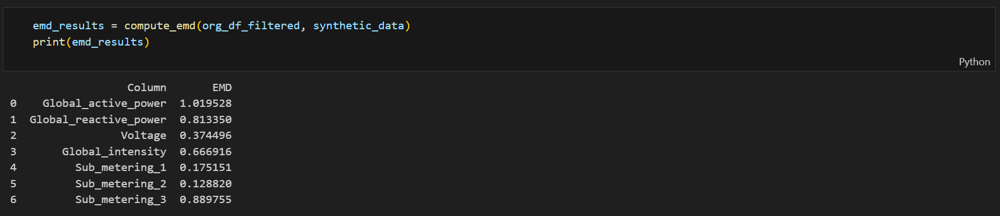 emd_results = compute_emd(org_df_filtered, synthetic_data)
print(emd_results)
Python
Column EMD
0 Global_active_power 1.019528
1 Global_reactive_power 0.813350
2 Voltage 0.374496
3 Global_intensity 0.666916
4 Sub_metering_1 0.175151
5 Sub_metering_2 0.128820
6 Sub_metering_3 0.889755